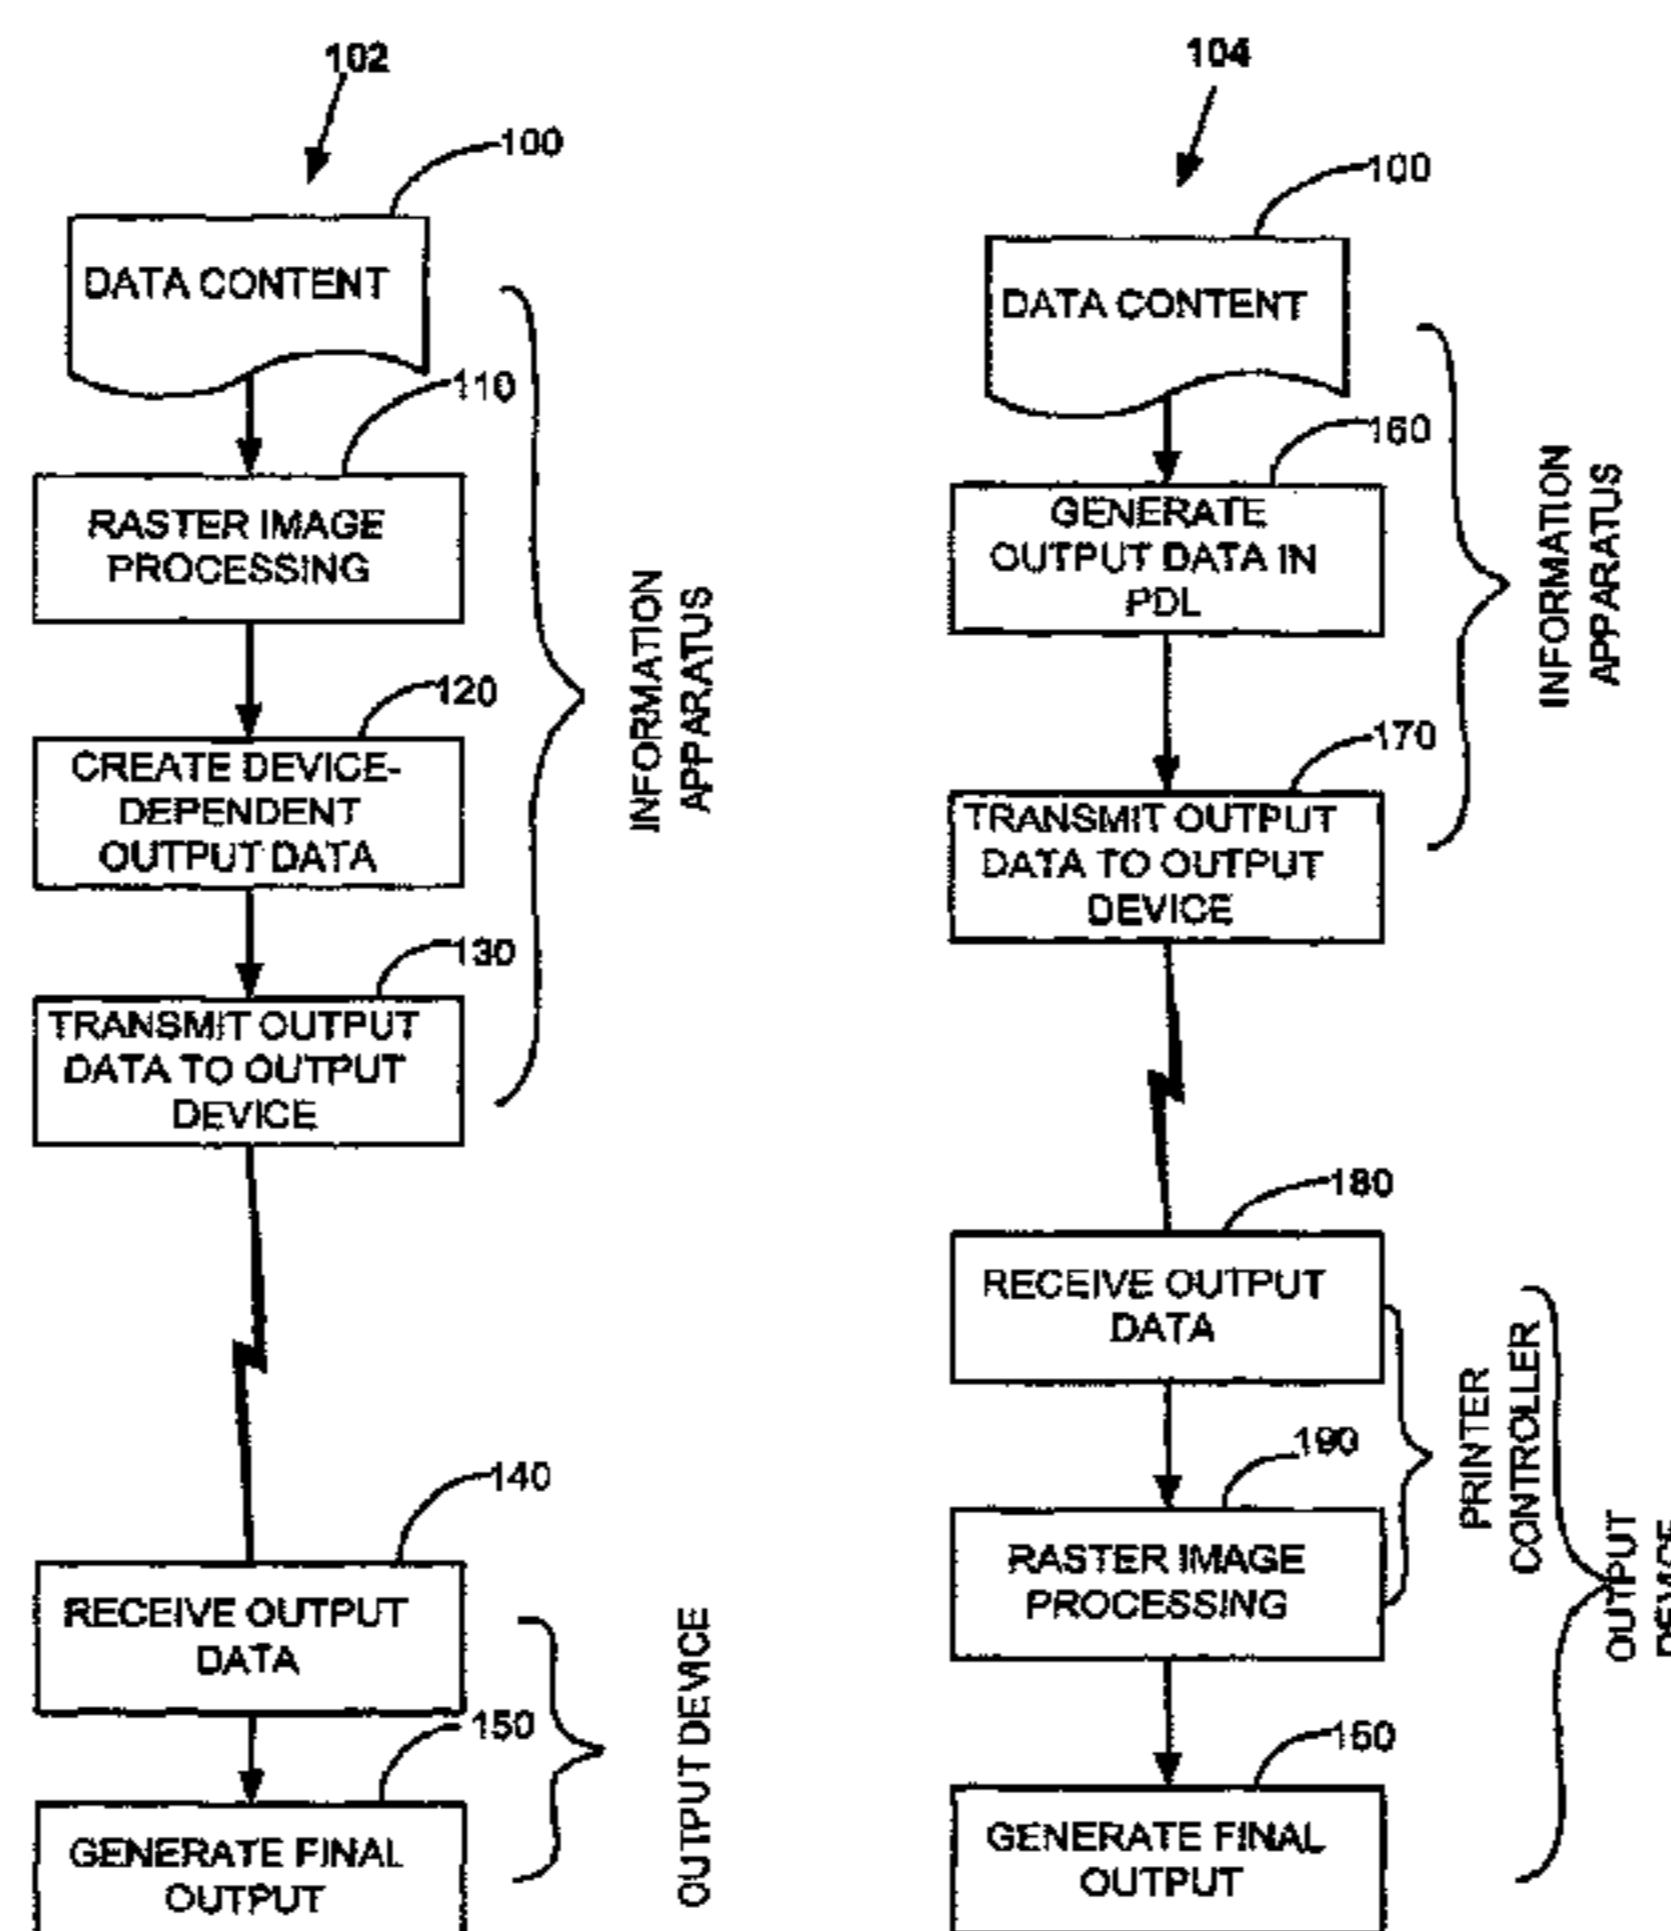 102
100
DATA CONTENT
110
RASTER IMAGE
PROCESSING
120
CREATE DEVICE-
DEPENDENT
OUTPUT DATA
130
TRANSMIT OUTPUT
DATA TO OUTPUT
DEVICE
INFORMATION
APPARATUS
140
RECEIVE OUTPUT
DATA
150
GENERATE FINAL
OUTPUT
OUTPUT DEVICE
104
100
DATA CONTENT
160
GENERATE
OUTPUT DATA IN
PDL
170
TRANSMIT OUTPUT
DATA TO OUTPUT
DEVICE
INFORMATION
APPARATUS
180
RECEIVE OUTPUT
DATA
190
RASTER IMAGE
PROCESSING
PRINTER
CONTROLLER
150
GENERATE FINAL
OUTPUT
OUTPUT
DEVICE